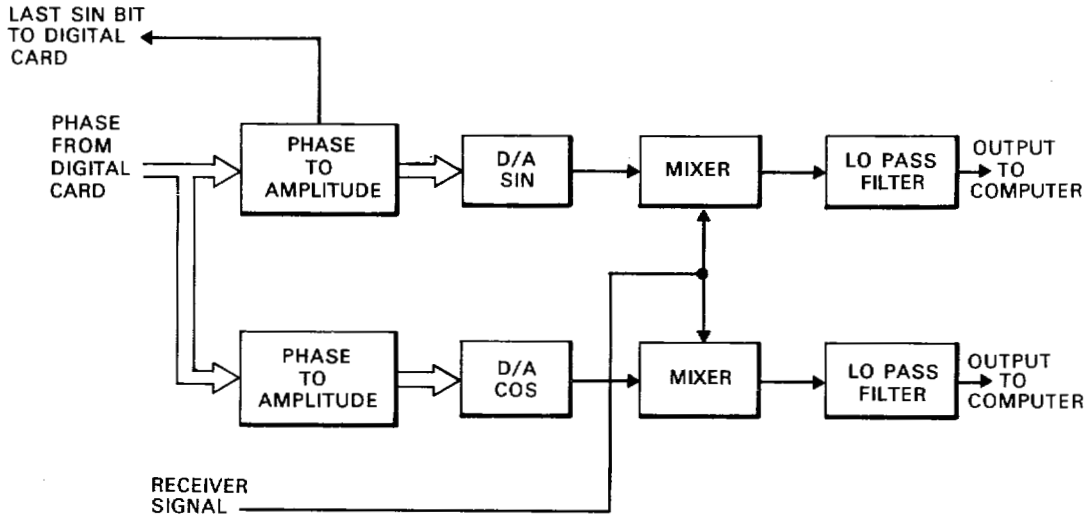 LAST SIN BIT
TO DIGITAL
CARD
PHASE
FROM
DIGITAL
CARD
PHASE
TO
AMPLITUDE
D/A
SIN
MIXER
LO PASS
FILTER
OUTPUT
TO
COMPUTER
PHASE
TO
AMPLITUDE
D/A
COS
MIXER
LO PASS
FILTER
OUTPUT
TO
COMPUTER
RECEIVER
SIGNAL